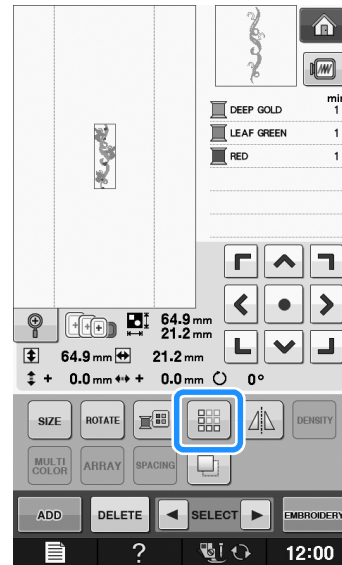 min
DEEP GOLD 1
LEAF GREEN 1
RED 1
64.9 mm
21.2 mm
64.9 mm 21.2 mm
+ 0.0 mm + 0.0 mm 0°
SIZE ROTATE DENSITY
MULTI COLOR ARRAY SPACING
ADD DELETE SELECT EMBROIDERY
? 12:00